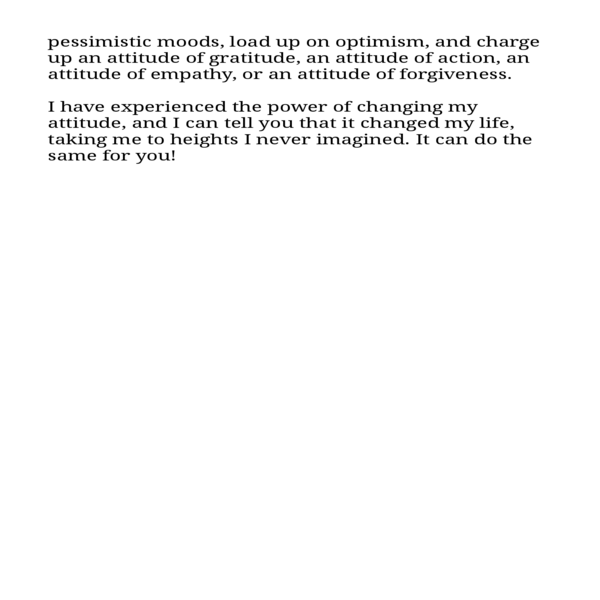 pessimistic moods, load up on optimism, and charge
up an attitude of gratitude, an attitude of action, an
attitude of empathy, or an attitude of forgiveness.
I have experienced the power of changing my
attitude, and I can tell you that it changed my life,
taking me to heights I never imagined. It can do the
same for you!